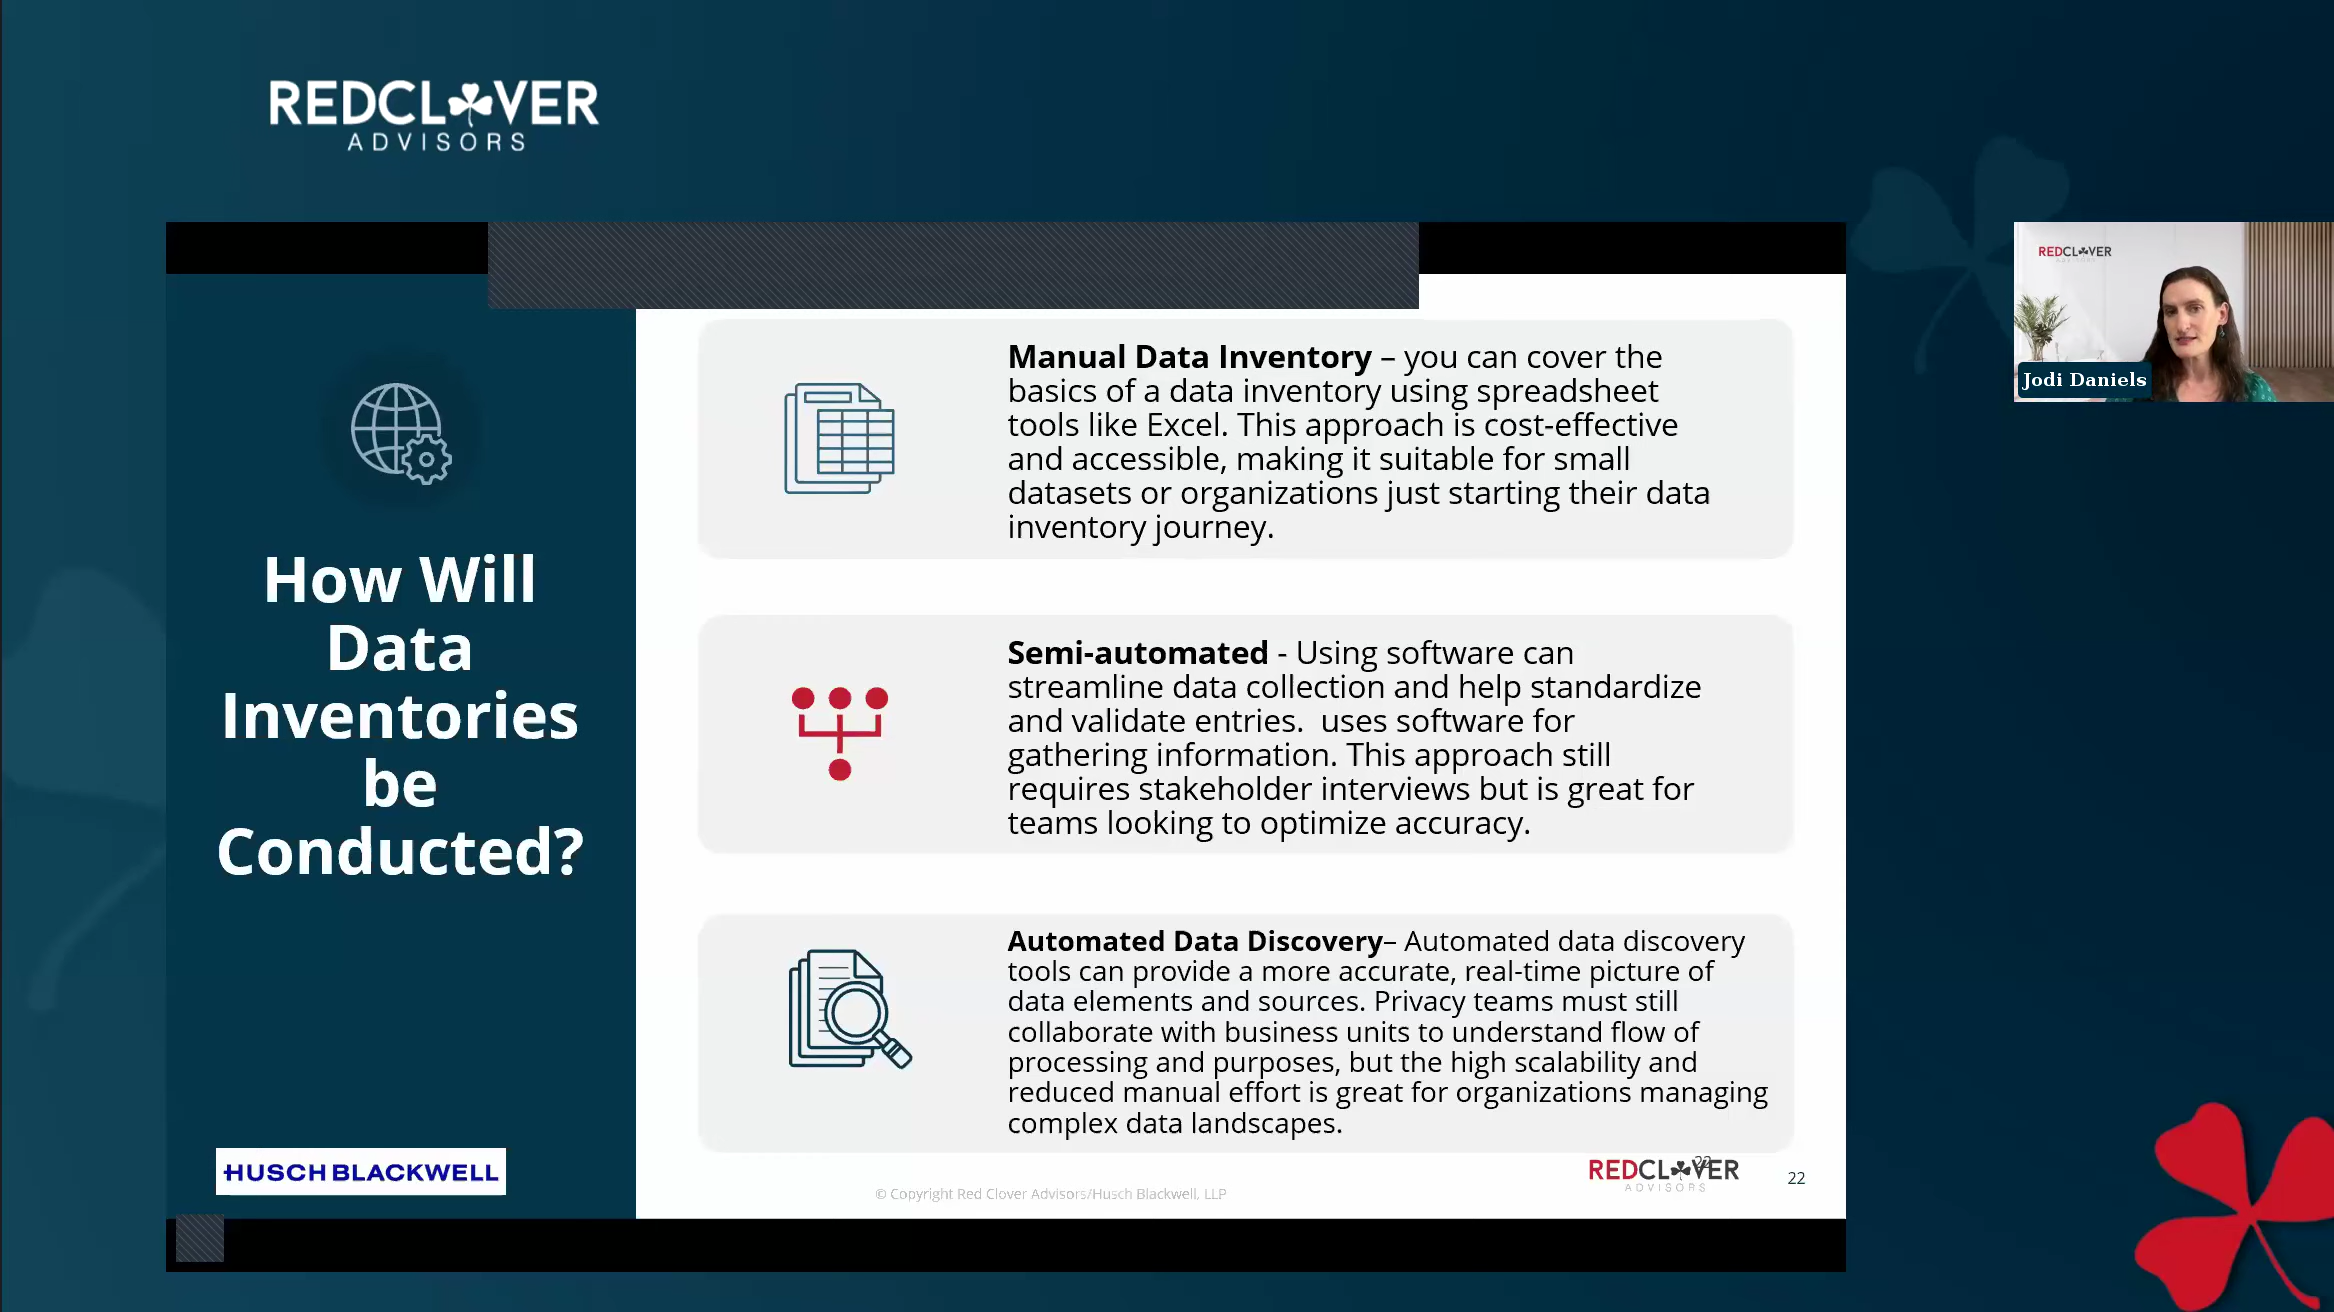 REDCLOVER
ADVISORS
REDCLOVER
Jodi Daniels
How Will
Data
Inventories
be
Conducted?
Manual Data Inventory – you can cover the
basics of a data inventory using spreadsheet
tools like Excel. This approach is cost-effective
and accessible, making it suitable for small
datasets or organizations just starting their data
inventory journey.
Semi-automated - Using software can
streamline data collection and help standardize
and validate entries.  uses software for
gathering information. This approach still
requires stakeholder interviews but is great for
teams looking to optimize accuracy.
Automated Data Discovery– Automated data discovery
tools can provide a more accurate, real-time picture of
data elements and sources. Privacy teams must still
collaborate with business units to understand flow of
processing and purposes, but the high scalability and
reduced manual effort is great for organizations managing
complex data landscapes.
HUSCH BLACKWELL
© Copyright Red Clover Advisors/Husch Blackwell, LLP
22
REDCLOVER
ADVISORS
22